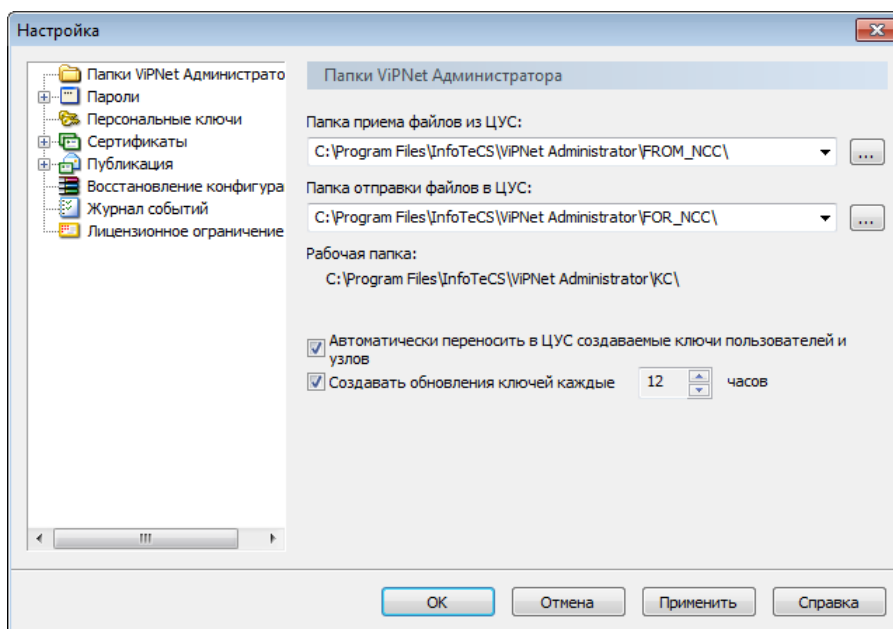 Настройка
Папки ViPNet Администрато
Пароли
Персональные ключи
Сертификаты
Публикация
Восстановление конфигура
Журнал событий
Лицензионное ограничение
Папки ViPNet Администратора
Папка приема файлов из ЦУС:
C:\Program Files\InfoTeCS\ViPNet Administrator\FROM_NCC\
...
Папка отправки файлов в ЦУС:
C:\Program Files\InfoTeCS\ViPNet Administrator\FOR_NCC\
...
Рабочая папка:
C:\Program Files\InfoTeCS\ViPNet Administrator\KC\
Автоматически переносить в ЦУС создаваемые ключи пользователей и
узлов
Создавать обновления ключей каждые 12 часов
OK Отмена Применить Справка